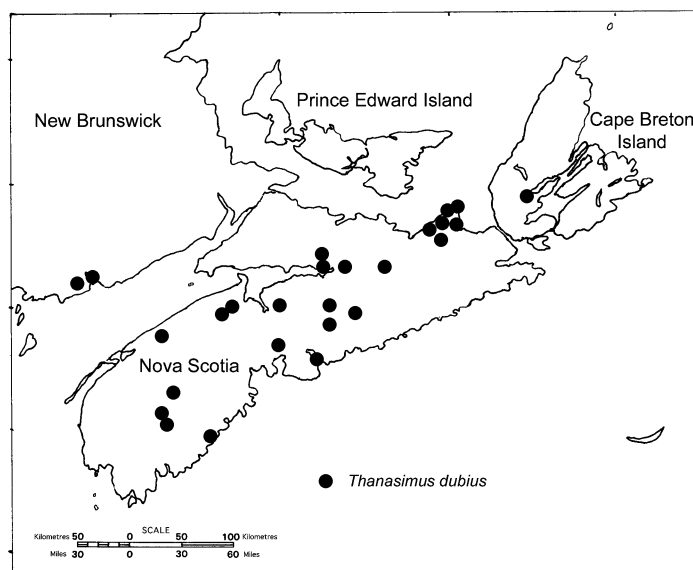 Prince Edward Island
New Brunswick
Cape Breton
Island
Nova Scotia
Thanasimus dubius
SCALE
Kilometres 50 0 50 100 Kilometres
Miles 30 0 30 60 Miles